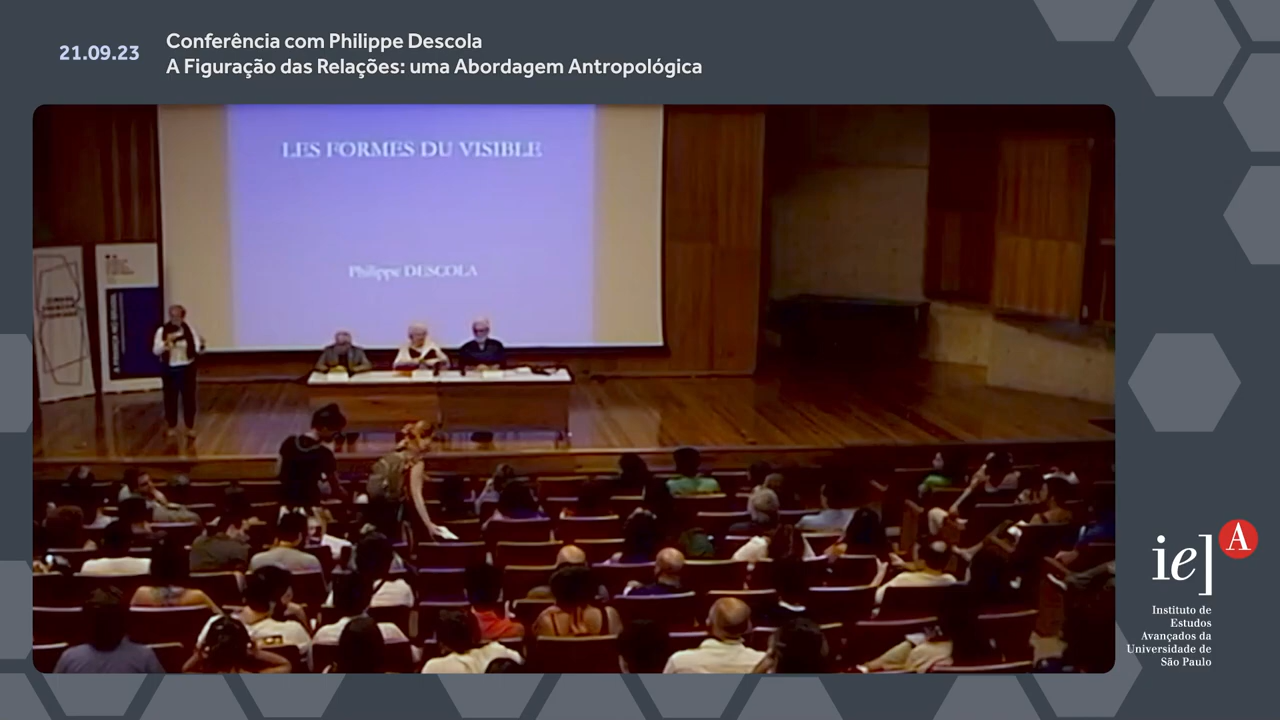 21.09.23
Conferência com Philippe Descola
A Figuração das Relações: uma Abordagem Antropológica
LES FORMES DU VISIBLE
Philippe DESCOLA
ie] A
Instituto de
Estudos
Avançados da
Universidade de
São Paulo